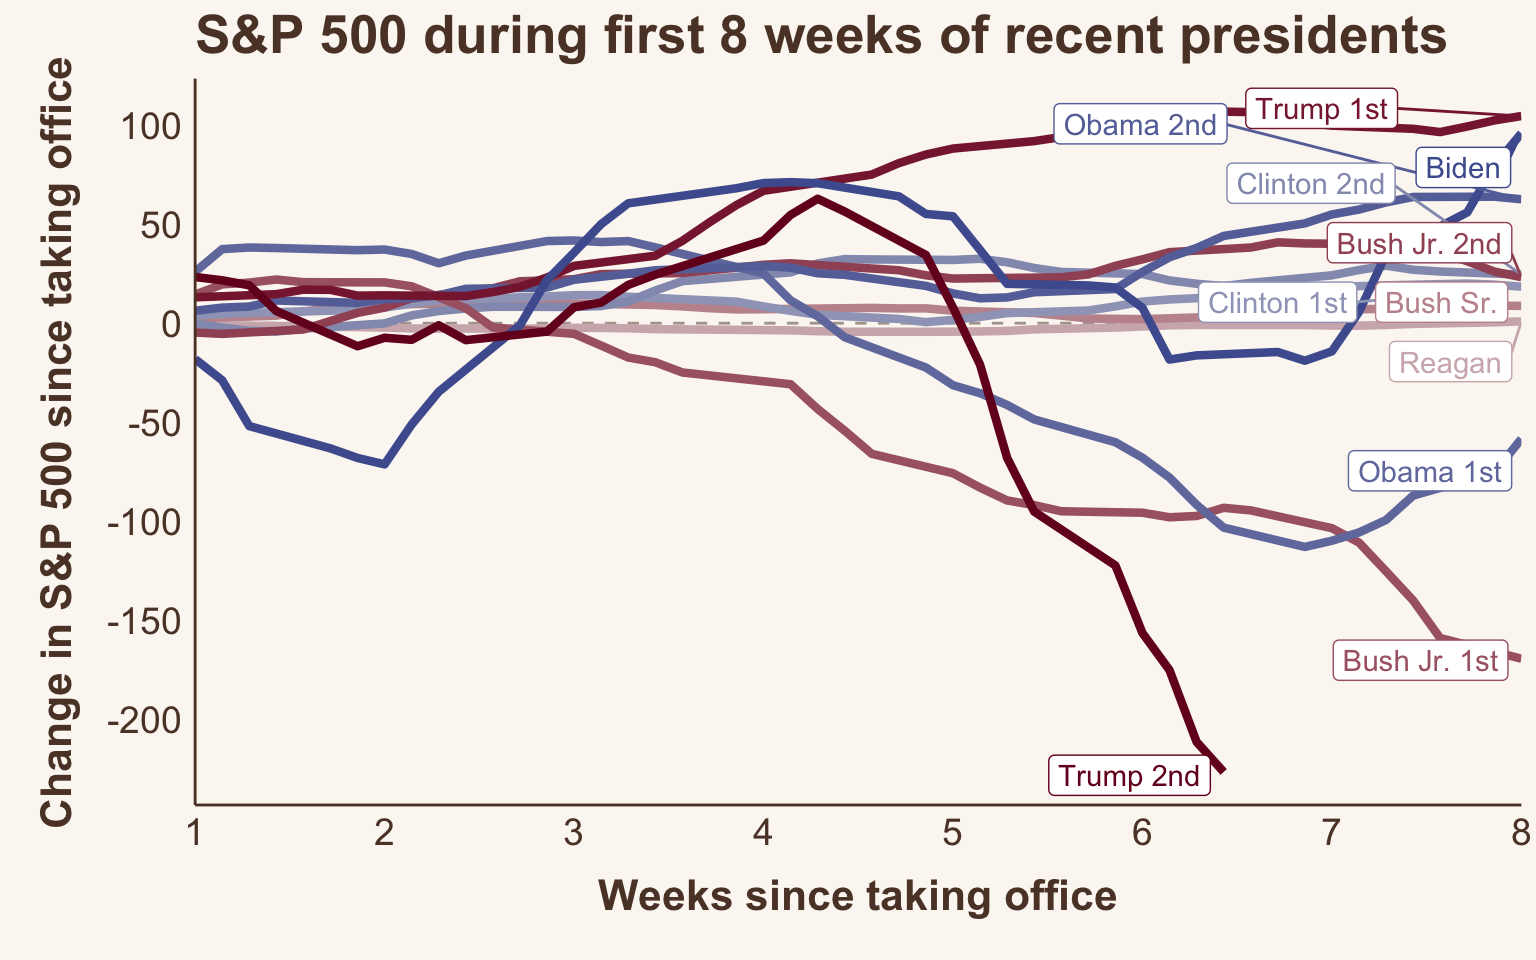 S&P 500 during first 8 weeks of recent presidents
Change in S&P 500 since taking office
100
50
0
-50
-100
-150
-200
Trump 1st
Obama 2nd
Biden
Clinton 2nd
Bush Jr. 2nd
Clinton 1st
Bush Sr.
Reagan
Obama 1st
Bush Jr. 1st
Trump 2nd
1 2 3 4 5 6 7 8
Weeks since taking office